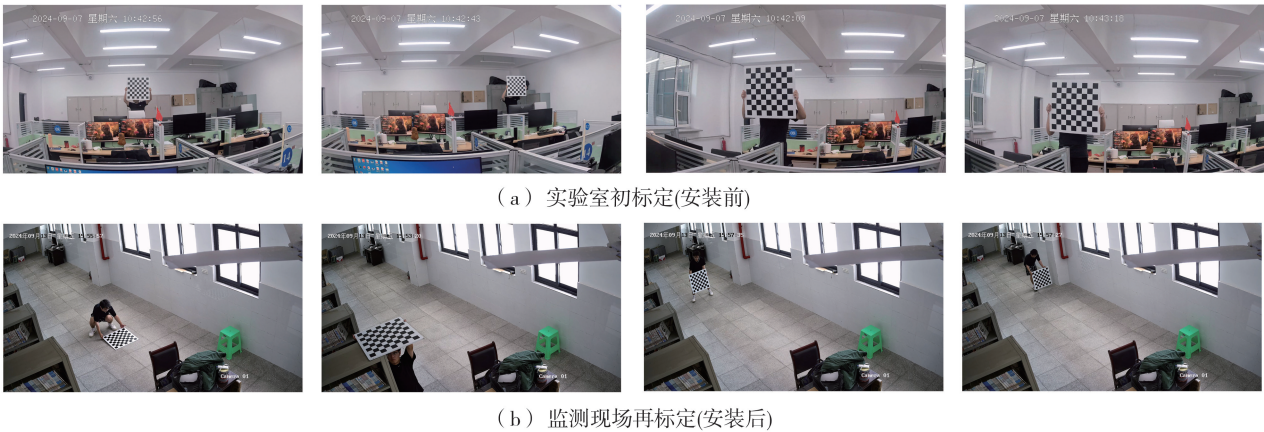 2024-09-07 星期六 10:42:56
2024-09-07 星期六 10:42:43
2024-09-07 星期六 10:42:09
2024-09-07 星期六 10:43:18
（a）实验室初标定(安装前)
Camera 01
Camera 01
Camera 01
Camera 01
（b）监测现场再标定(安装后)